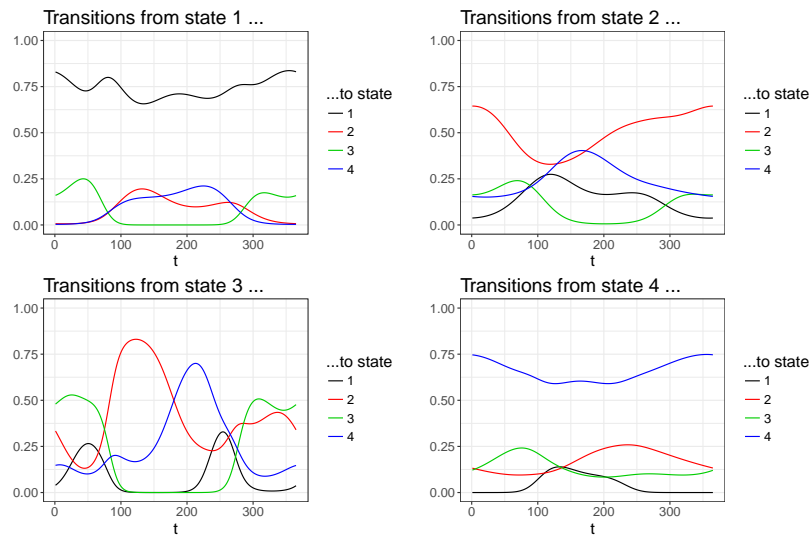 Transitions from state 1 ...
1.00
0.75
0.50
0.25
0.00
0 100 200 300
t
...to state
1
2
3
4
Transitions from state 2 ...
1.00
0.75
0.50
0.25
0.00
0 100 200 300
t
...to state
1
2
3
4
Transitions from state 3 ...
1.00
0.75
0.50
0.25
0.00
0 100 200 300
t
...to state
1
2
3
4
Transitions from state 4 ...
1.00
0.75
0.50
0.25
0.00
0 100 200 300
t
...to state
1
2
3
4